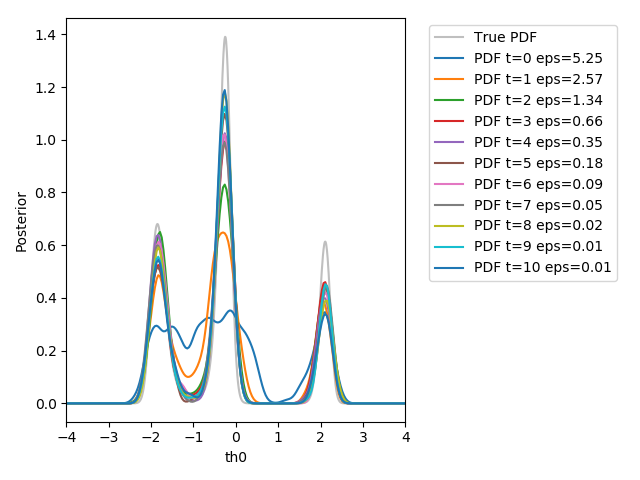 1.4
1.2
1.0
0.8
0.6
0.4
0.2
0.0
Posterior
−4 −3 −2 −1 0 1 2 3 4
th0
True PDF
PDF t=0 eps=5.25
PDF t=1 eps=2.57
PDF t=2 eps=1.34
PDF t=3 eps=0.66
PDF t=4 eps=0.35
PDF t=5 eps=0.18
PDF t=6 eps=0.09
PDF t=7 eps=0.05
PDF t=8 eps=0.02
PDF t=9 eps=0.01
PDF t=10 eps=0.01